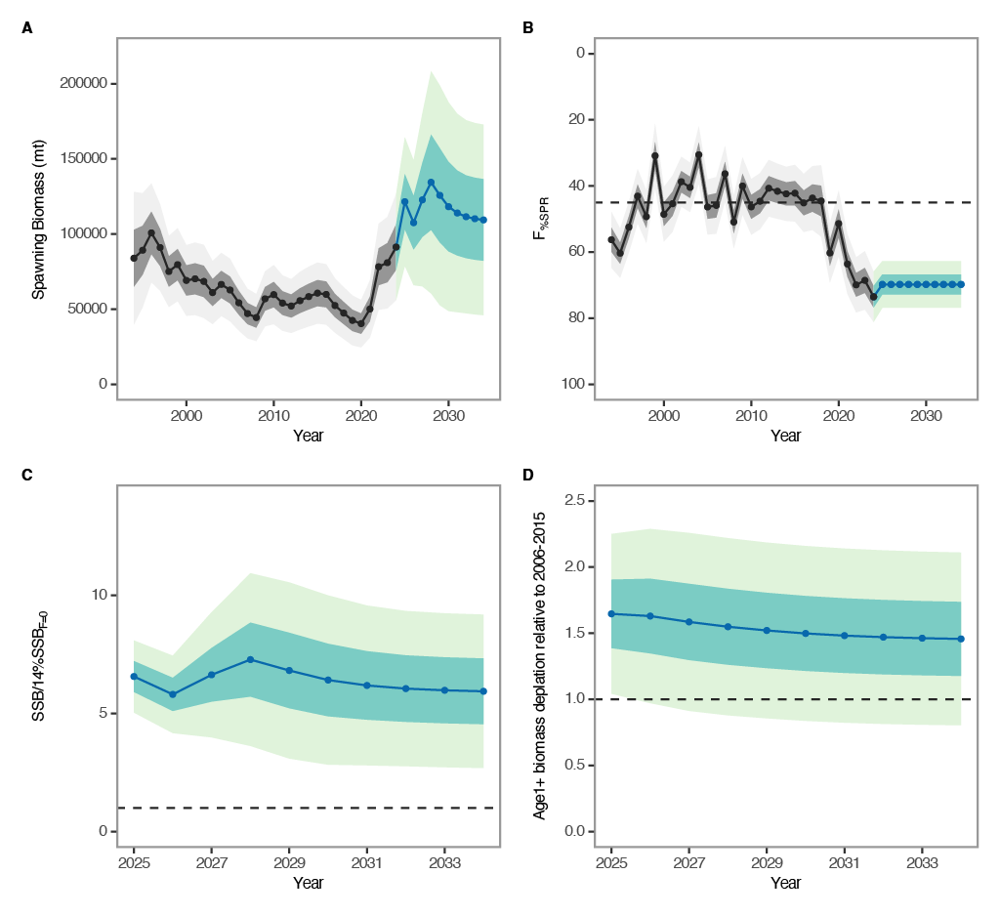 A
Spawning Biomass (mt)
200000
150000
100000
50000
0
2000 2010 2020 2030
Year
B
F%SPR
0
20
40
60
80
100
2000 2010 2020 2030
Year
C
SSB/14%SSBF=0
10
5
0
2025 2027 2029 2031 2033
Year
D
Age1+ biomass deplation relative to 2006-2015
2.5
2.0
1.5
1.0
0.5
0.0
2025 2027 2029 2031 2033
Year